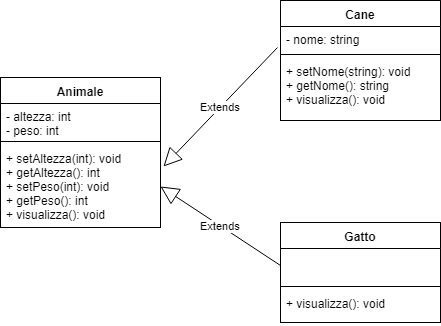 Cane
- nome: string
+ setNome(string): void
+ getNome(): string
+ visualizza(): void
Extends
Animale
- altezza: int
- peso: int
+ setAltezza(int): void
+ getAltezza(): int
+ setPeso(int): void
+ getPeso(): int
+ visualizza(): void
Extends
Gatto
+ visualizza(): void